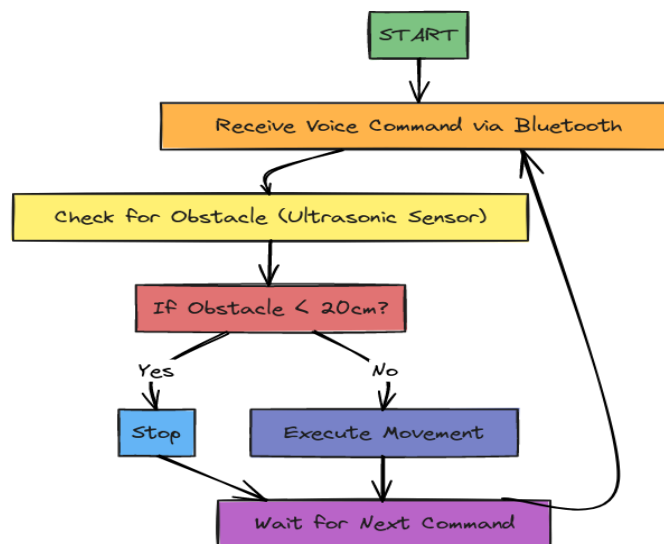 START
Receive Voice Command via Bluetooth
Check for Obstacle (Ultrasonic Sensor)
If Obstacle < 20cm?
Yes
No
Stop
Execute Movement
Wait for Next Command